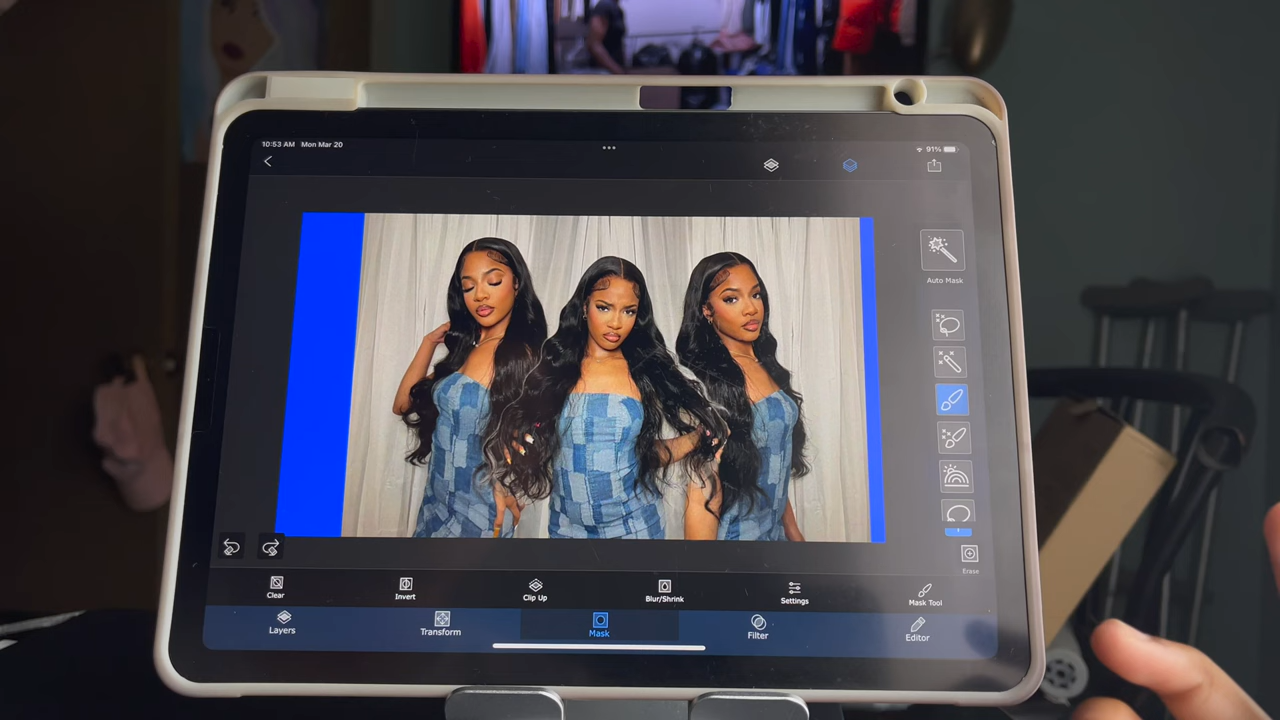 10:53 AM Mon Mar 20
91%
Auto Mask
Erase
Clear
Invert
Clip Up
Blur/Shrink
Settings
Mask Tool
Layers
Transform
Mask
Filter
Editor